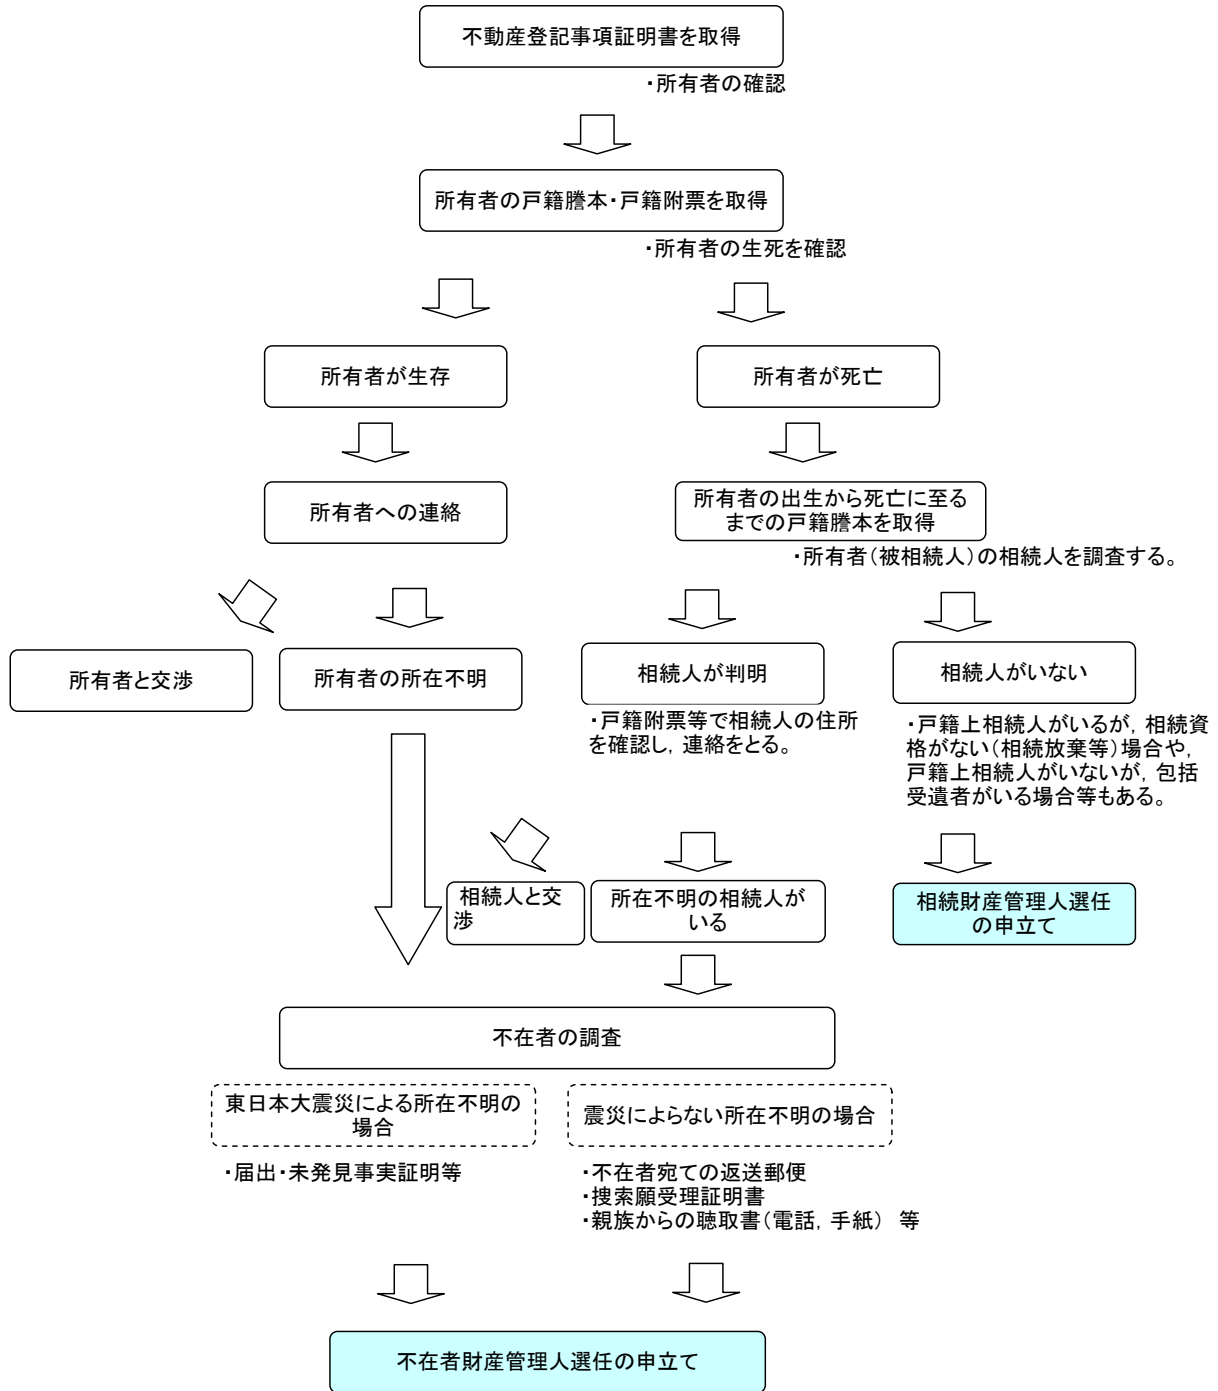 不動産登記事項証明書を取得
・所有者の確認
所有者の戸籍謄本・戸籍附票を取得
・所有者の生死を確認
所有者が生存
所有者が死亡
所有者への連絡
所有者の出生から死亡に至る
までの戸籍謄本を取得
・所有者（被相続人）の相続人を調査する。
所有者と交渉
所有者の所在不明
相続人が判明
相続人がいない
・戸籍附票等で相続人の住所
を確認し，連絡をとる。
・戸籍上相続人がいるが，相続資
格がない（相続放棄等）場合や，
戸籍上相続人がいないが，包括
受遺者がいる場合等もある。
相続人と交
渉
所在不明の相続人が
いる
相続財産管理人選任
の申立て
不在者の調査
東日本大震災による所在不明の
場合
震災によらない所在不明の場合
・届出・未発見事実証明等
・不在者宛ての返送郵便
・捜索願受理証明書
・親族からの聴取書（電話，手紙）　等
不在者財産管理人選任の申立て